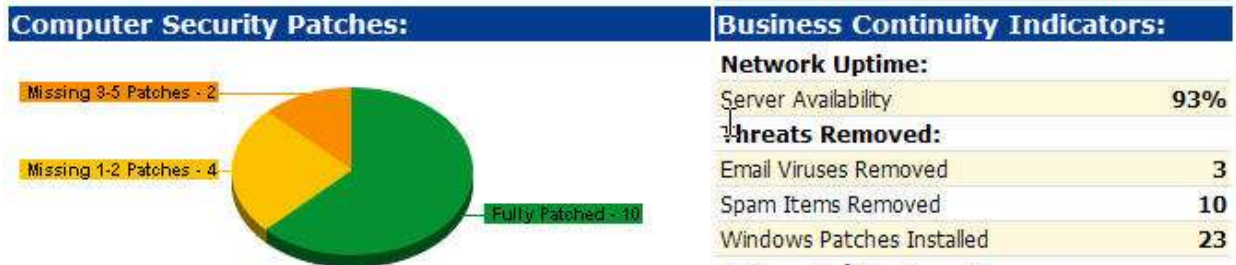 Computer Security Patches:
Missing 3-5 Patches - 2
Missing 1-2 Patches - 4
Fully Patched - 10
Business Continuity Indicators:
Network Uptime:
Server Availability 93%
Threats Removed:
Email Viruses Removed 3
Spam Items Removed 10
Windows Patches Installed 23